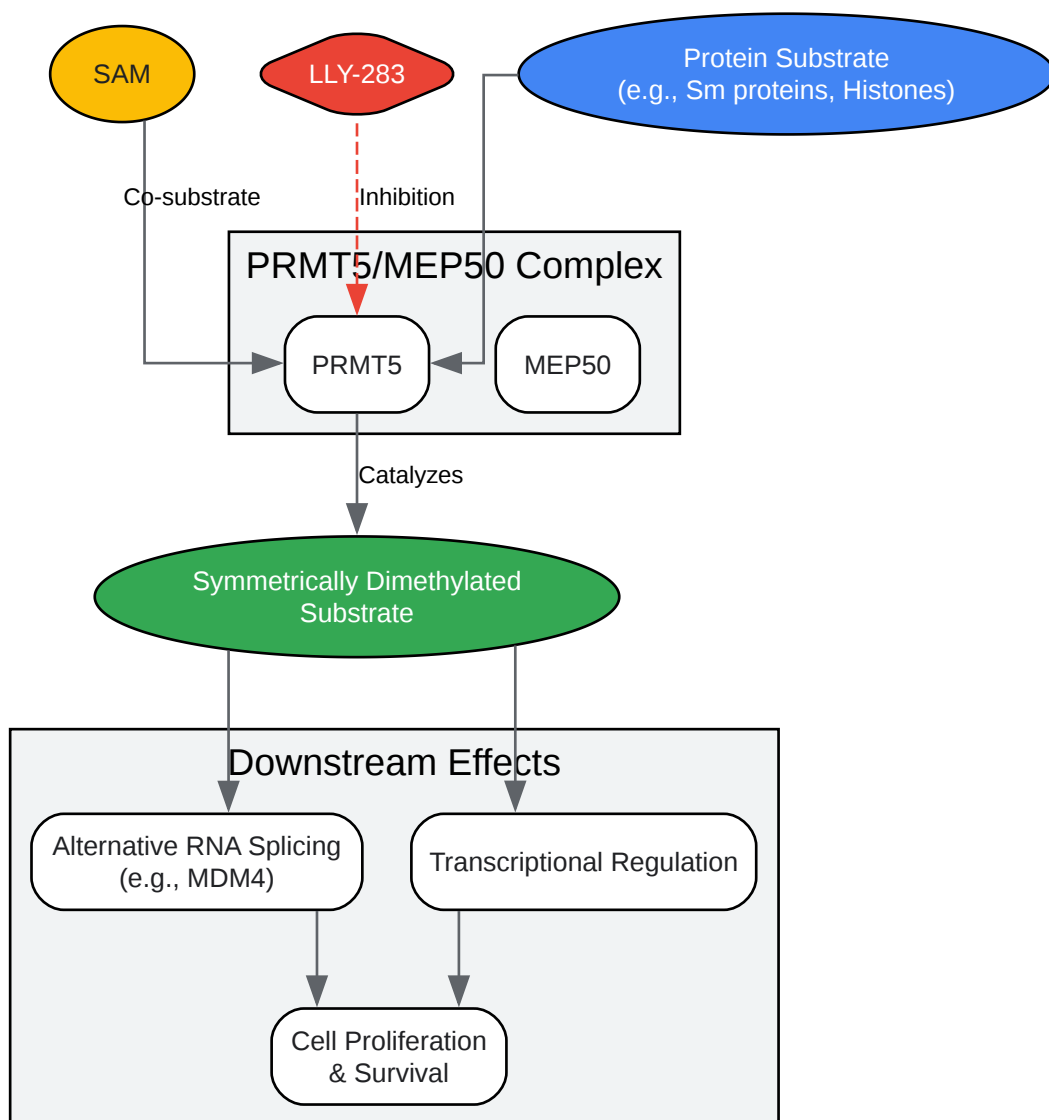 SAM
LLY-283
Protein Substrate
(e.g., Sm proteins, Histones)
Co-substrate
Inhibition
PRMT5/MEP50 Complex
PRMT5
MEP50
Catalyzes
Symmetrically Dimethylated
Substrate
Downstream Effects
Alternative RNA Splicing
(e.g., MDM4)
Transcriptional Regulation
Cell Proliferation
& Survival